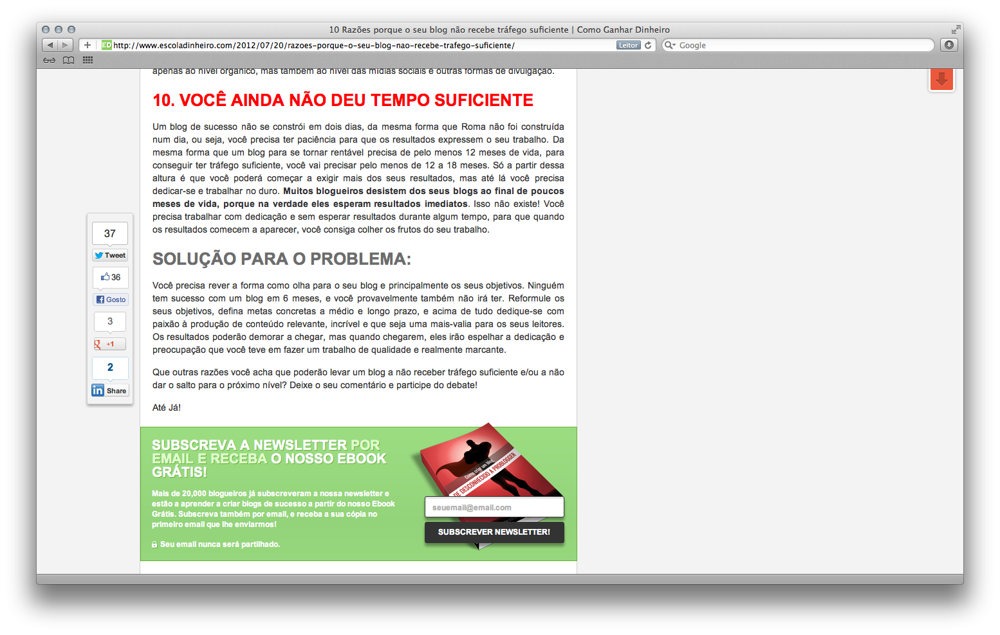 10 Razões porque o seu blog não recebe tráfego suficiente | Como Ganhar Dinheiro
ED http://www.escoladinheiro.com/2012/07/20/razoes-porque-o-seu-blog-nao-recebe-trafego-suficiente/ Leitor
Google
apenas ao nível orgânico, mas também ao nível das mídias sociais e outras formas de divulgação.
10. VOCÊ AINDA NÃO DEU TEMPO SUFICIENTE
Um blog de sucesso não se constrói em dois dias, da mesma forma que Roma não foi construída
num dia, ou seja, você precisa ter paciência para que os resultados expressem o seu trabalho. Da
mesma forma que um blog para se tornar rentável precisa de pelo menos 12 meses de vida, para
conseguir ter tráfego suficiente, você vai precisar pelo menos de 12 a 18 meses. Só a partir dessa
altura é que você poderá começar a exigir mais dos seus resultados, mas até lá você precisa
dedicar-se e trabalhar no duro. Muitos blogueiros desistem dos seus blogs ao final de poucos
meses de vida, porque na verdade eles esperam resultados imediatos. Isso não existe! Você
precisa trabalhar com dedicação e sem esperar resultados durante algum tempo, para que quando
os resultados comecem a aparecer, você consiga colher os frutos do seu trabalho.
37
Tweet
36
Gosto
3
g +1
2
in Share
SOLUÇÃO PARA O PROBLEMA:
Você precisa rever a forma como olha para o seu blog e principalmente os seus objetivos. Ninguém
tem sucesso com um blog em 6 meses, e você provavelmente também não irá ter. Reformule os
seus objetivos, defina metas concretas a médio e longo prazo, e acima de tudo dedique-se com
paixão à produção de conteúdo relevante, incrível e que seja uma mais-valia para os seus leitores.
Os resultados poderão demorar a chegar, mas quando chegarem, eles irão espelhar a dedicação e
preocupação que você teve em fazer um trabalho de qualidade e realmente marcante.
Que outras razões você acha que poderão levar um blog a não receber tráfego suficiente e/ou a não
dar o salto para o próximo nível? Deixe o seu comentário e participe do debate!
Até Já!
SUBSCREVA A NEWSLETTER POR
EMAIL E RECEBA O NOSSO EBOOK
GRÁTIS!
Mais de 20,000 blogueiros já subscreveram a nossa newsletter e
estão a aprender a criar blogs de sucesso a partir do nosso Ebook
Grátis. Subscreva também por email, e receba a sua cópia no
primeiro email que lhe enviarmos!
Seu email nunca será partilhado.
Como criar um blog
DE DESCONHECIDO A PROBLOGGER
seuemail@email.com
SUBSCREVER NEWSLETTER!